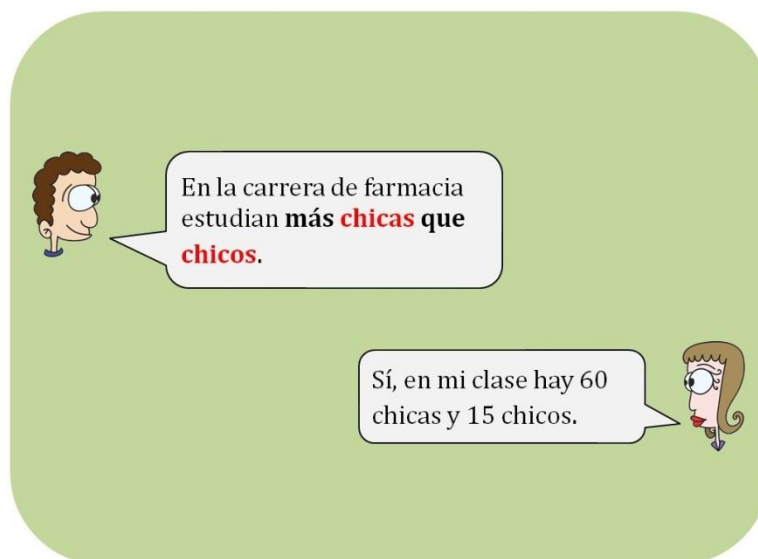 En la carrera de farmacia
estudian más chicas que
chicos.
Sí, en mi clase hay 60
chicas y 15 chicos.